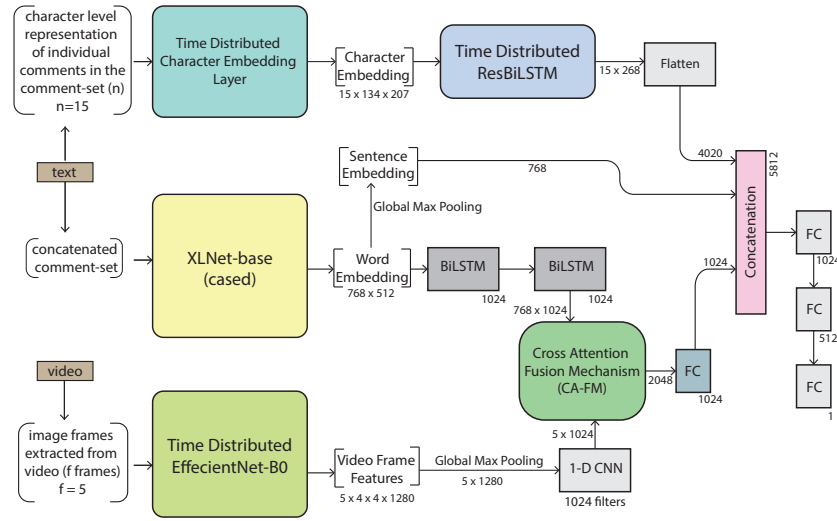 character level
representation
of individual
comments in the
comment-set (n)
n=15
Time Distributed
Character Embedding
Layer
Character
Embedding
15 x 134 x 207
Time Distributed
ResBiLSTM
15 x 268
Flatten
4020
text
Sentence
Embedding
768
Global Max Pooling
concatenated
comment-set
XLNet-base
(cased)
Word
Embedding
768 x 512
BiLSTM
1024
BiLSTM
1024
768 x 1024
Concatenation
5812
1024
FC
1024
FC
512
FC
1
Cross Attention
Fusion Mechanism
(CA-FM)
2048
FC
1024
video
image frames
extracted from
video (f frames)
f = 5
Time Distributed
EffecientNet-B0
Video Frame
Features
5 x 4 x 4 x 1280
Global Max Pooling
5 x 1280
5 x 1024
1-D CNN
1024 filters